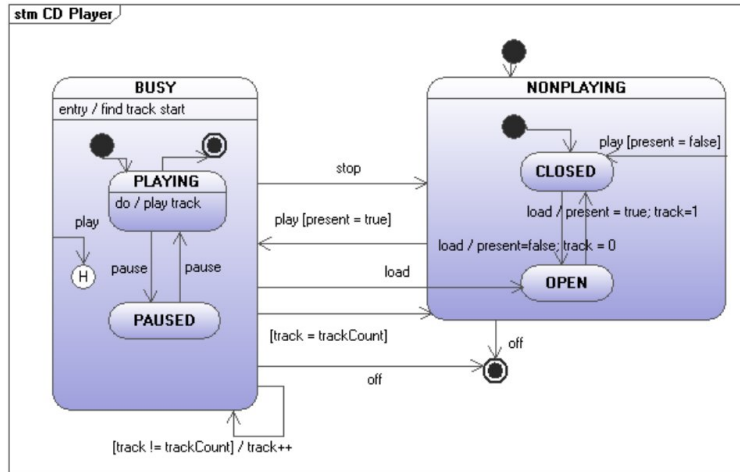 stm CD Player
BUSY
entry / find track start
PLAYING
do / play track
play
H
pause
pause
PAUSED
stop
play [present = true]
load
[track = trackCount]
off
[track != trackCount] / track++
NONPLAYING
play [present = false]
CLOSED
load / present = true; track=1
load / present=false; track = 0
OPEN
off